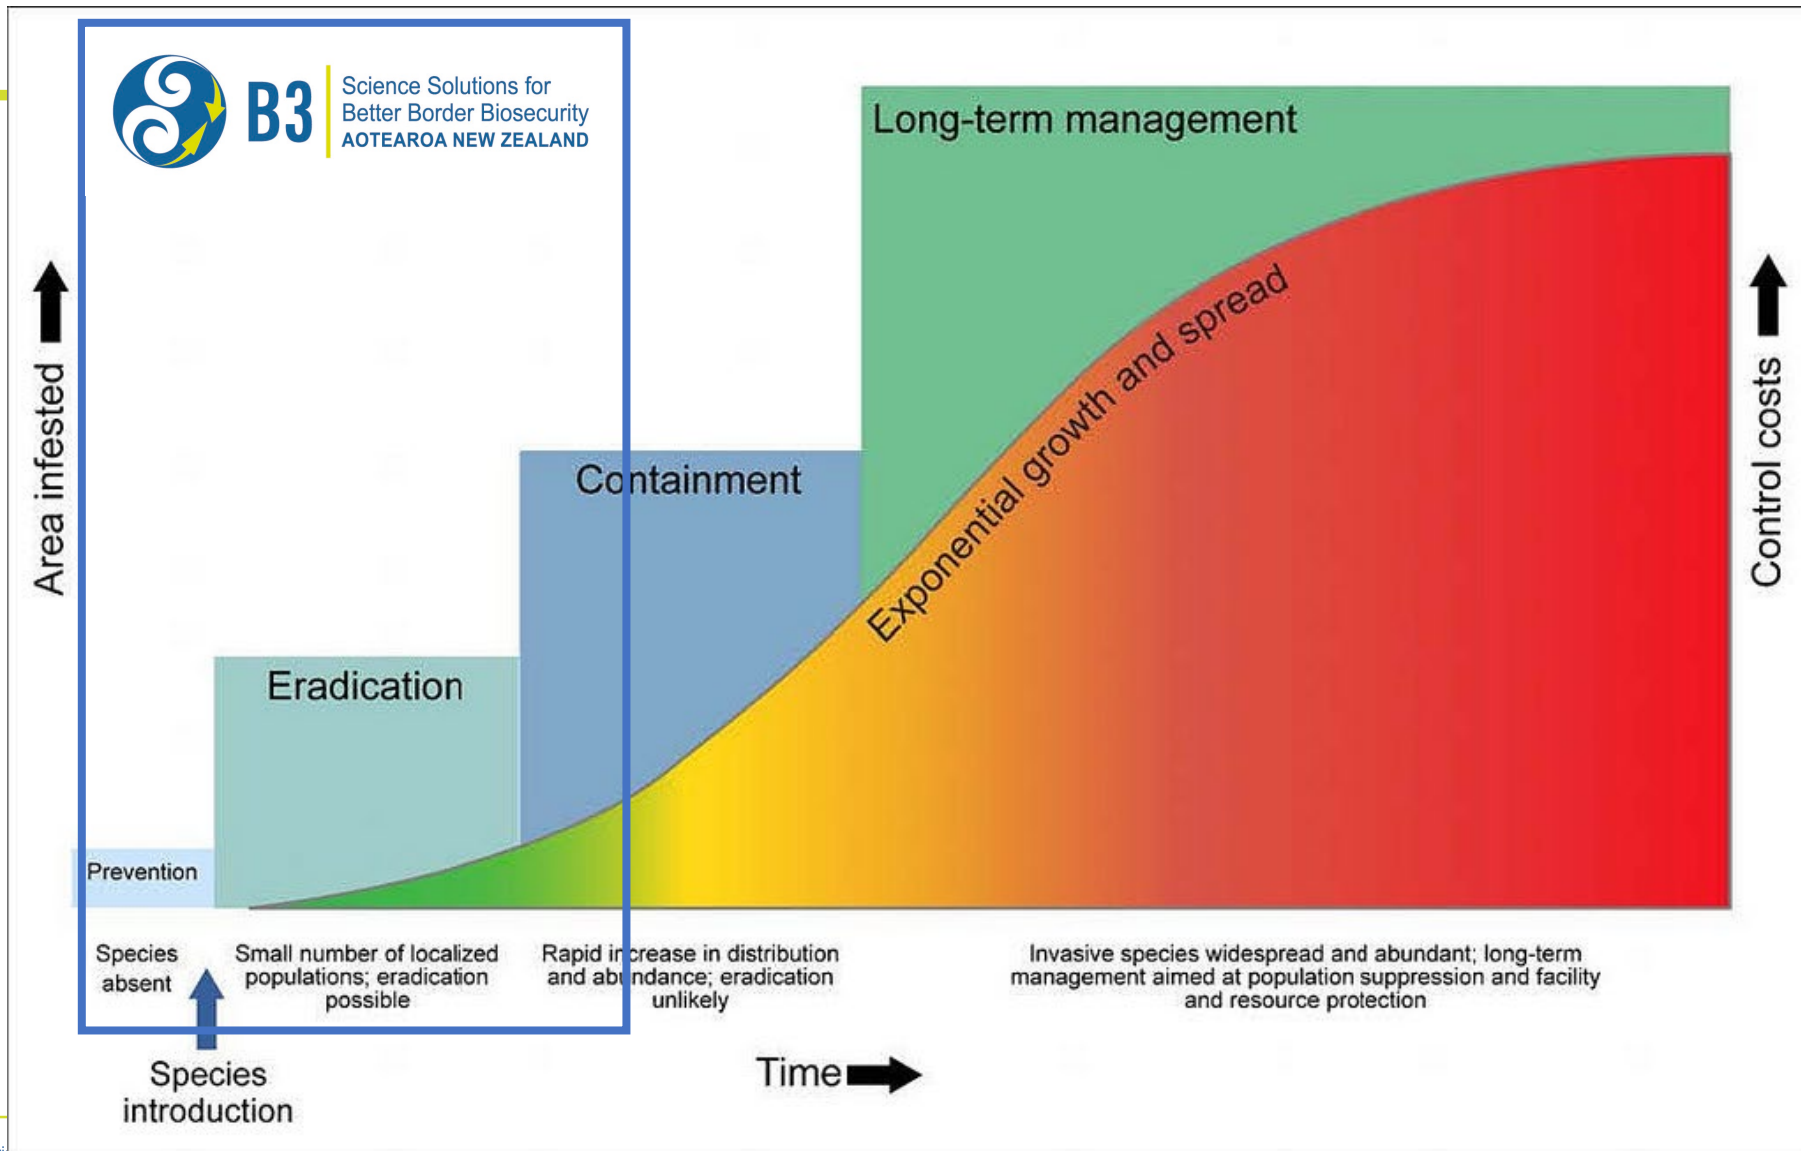 B3
Science Solutions for
Better Border Biosecurity
AOTEAROA NEW ZEALAND
Long-term management
Area infested
Control costs
Exponential growth and spread
Containment
Eradication
Prevention
Species
absent
Small number of localized
populations; eradication
possible
Rapid increase in distribution
and abundance; eradication
unlikely
Invasive species widespread and abundant; long-term
management aimed at population suppression and facility
and resource protection
Species
introduction
Time